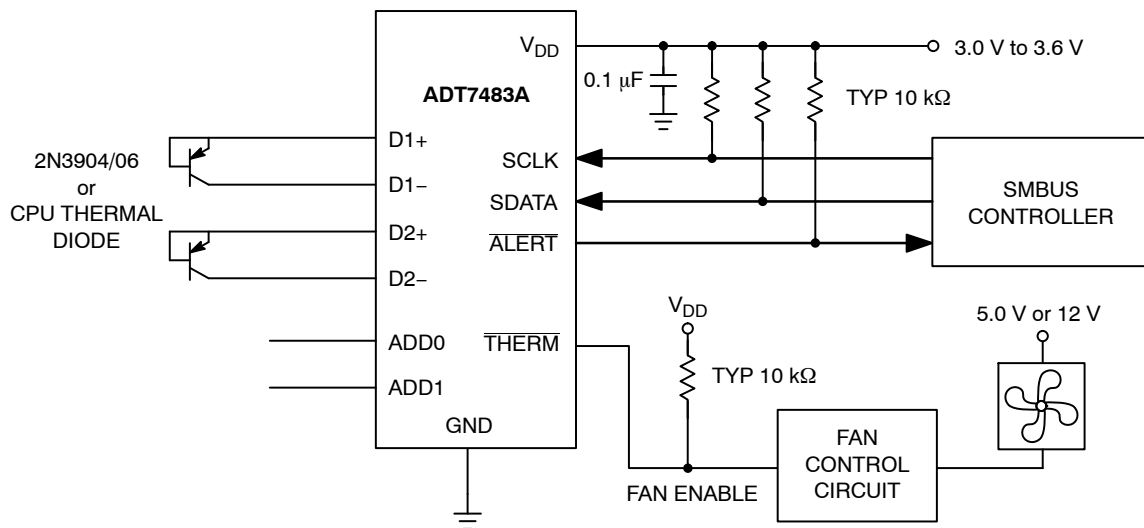 V_DD
3.0 V to 3.6 V
0.1 μF
ADT7483A
TYP 10 kΩ
D1+
2N3904/06
or
CPU THERMAL
DIODE
SCLK
D1−
SMBUS
CONTROLLER
SDATA
D2+
ALERT
D2−
V_DD
5.0 V or 12 V
ADD0
THERM
TYP 10 kΩ
ADD1
GND
FAN
CONTROL
CIRCUIT
FAN ENABLE